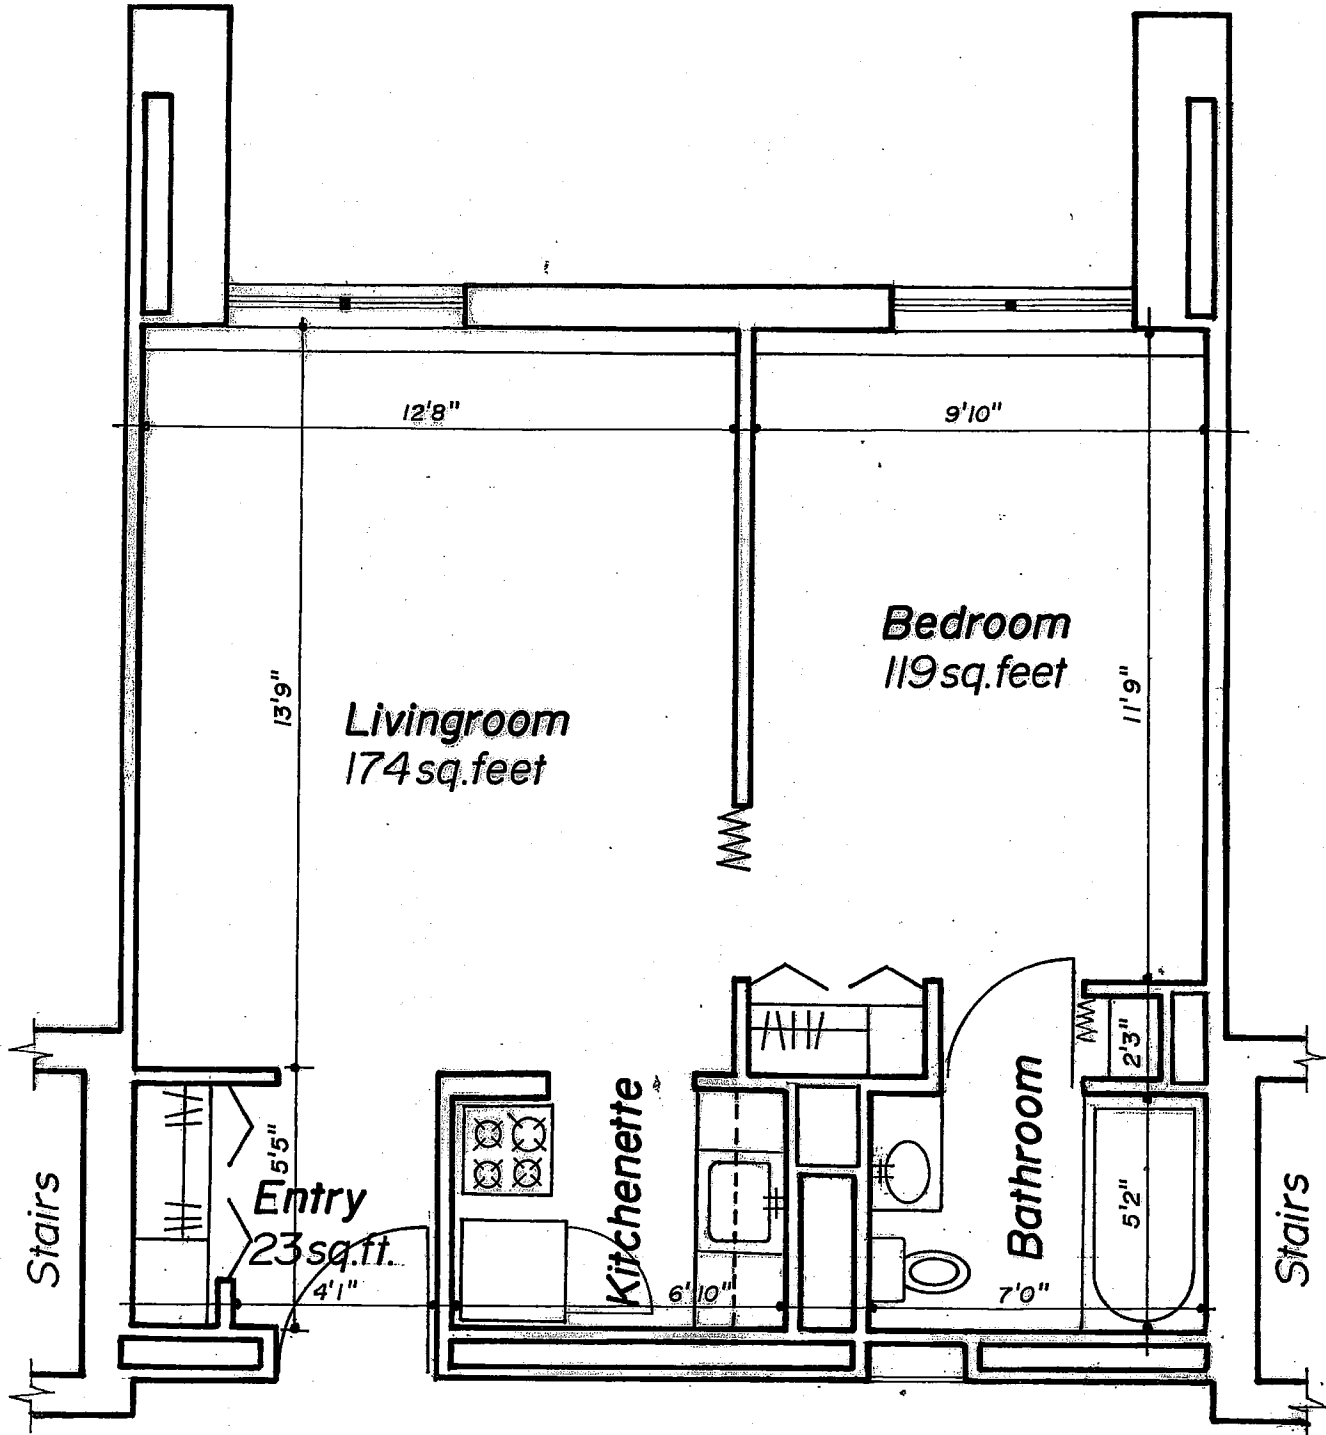 12'8"
9'10"
Bedroom
119 sq.feet
13'9"
11'9"
Livingroom
174 sq.feet
2'3"
5'5"
Entry
23 sq.ft.
4'1"
Kitchenette
6'10"
Bathroom
5'2"
7'0"
Stairs
Stairs